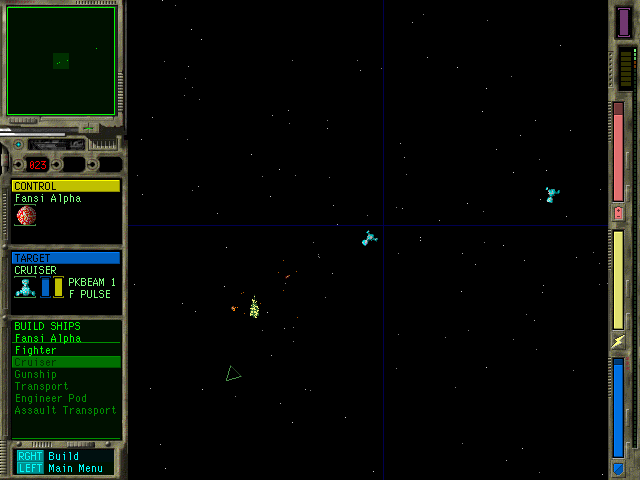 023
CONTROL
Fansi Alpha
TARGET
CRUISER
PKBEAM 1
F PULSE
BUILD SHIPS
Fansi Alpha
Fighter
Cruiser
Gunship
Transport
Engineer Pod
Assault Transport
RGHT Build
LEFT Main Menu